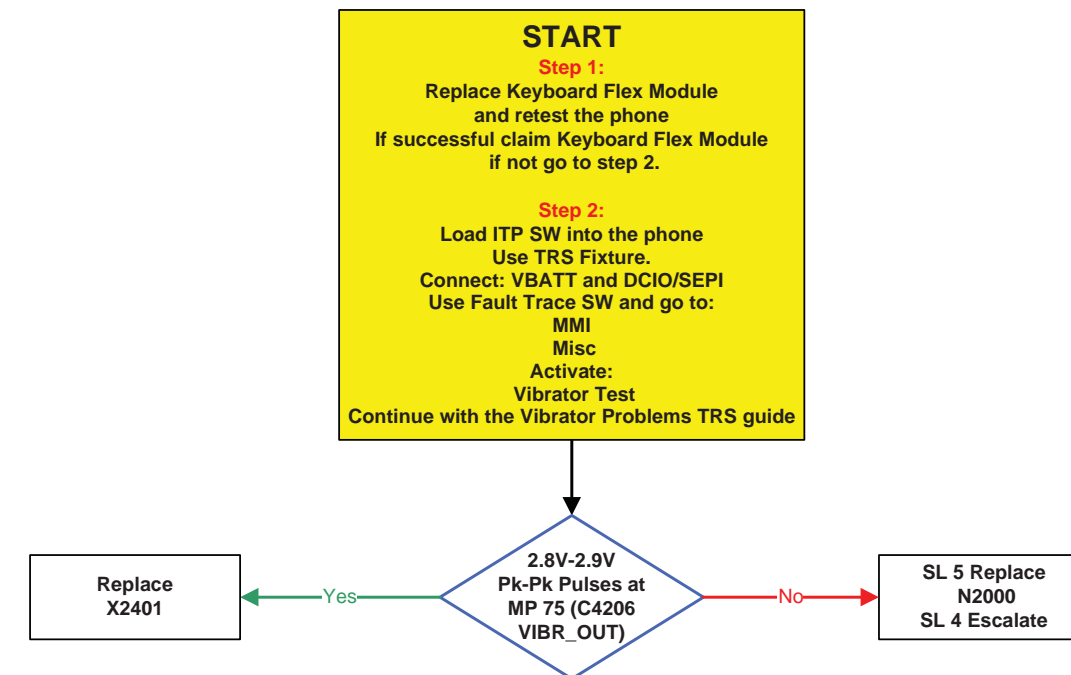 START
Step 1:
Replace Keyboard Flex Module
and retest the phone
If successful claim Keyboard Flex Module
if not go to step 2.
Step 2:
Load ITP SW into the phone
Use TRS Fixture.
Connect: VBATT and DCIO/SEPI
Use Fault Trace SW and go to:
MMI
Misc
Activate:
Vibrator Test
Continue with the Vibrator Problems TRS guide
2.8V-2.9V
Pk-Pk Pulses at
MP 75 (C4206
VIBR_OUT)
Yes
Replace
X2401
No
SL 5 Replace
N2000
SL 4 Escalate